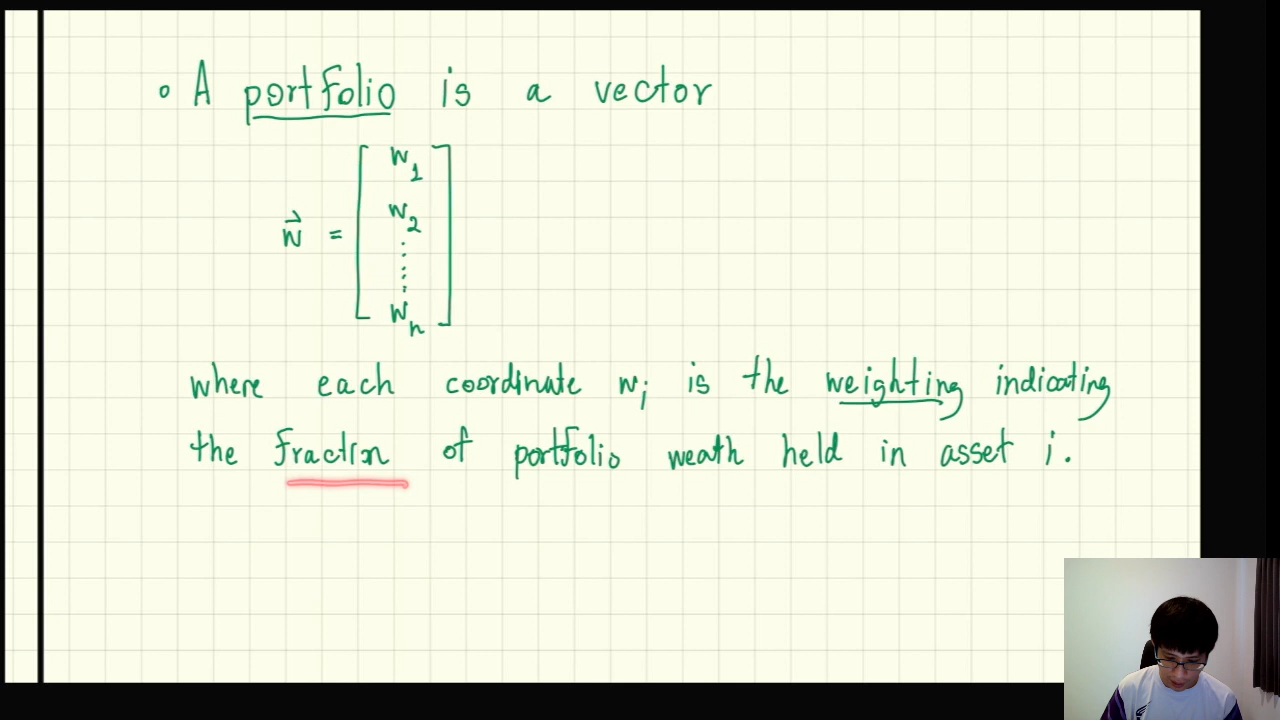 • A portfolio is a vector
w₁
w₂
w⃗ =
⋮
wₙ
where each coordinate wᵢ is the weighting indicating
the fraction of portfolio weath held in asset i.